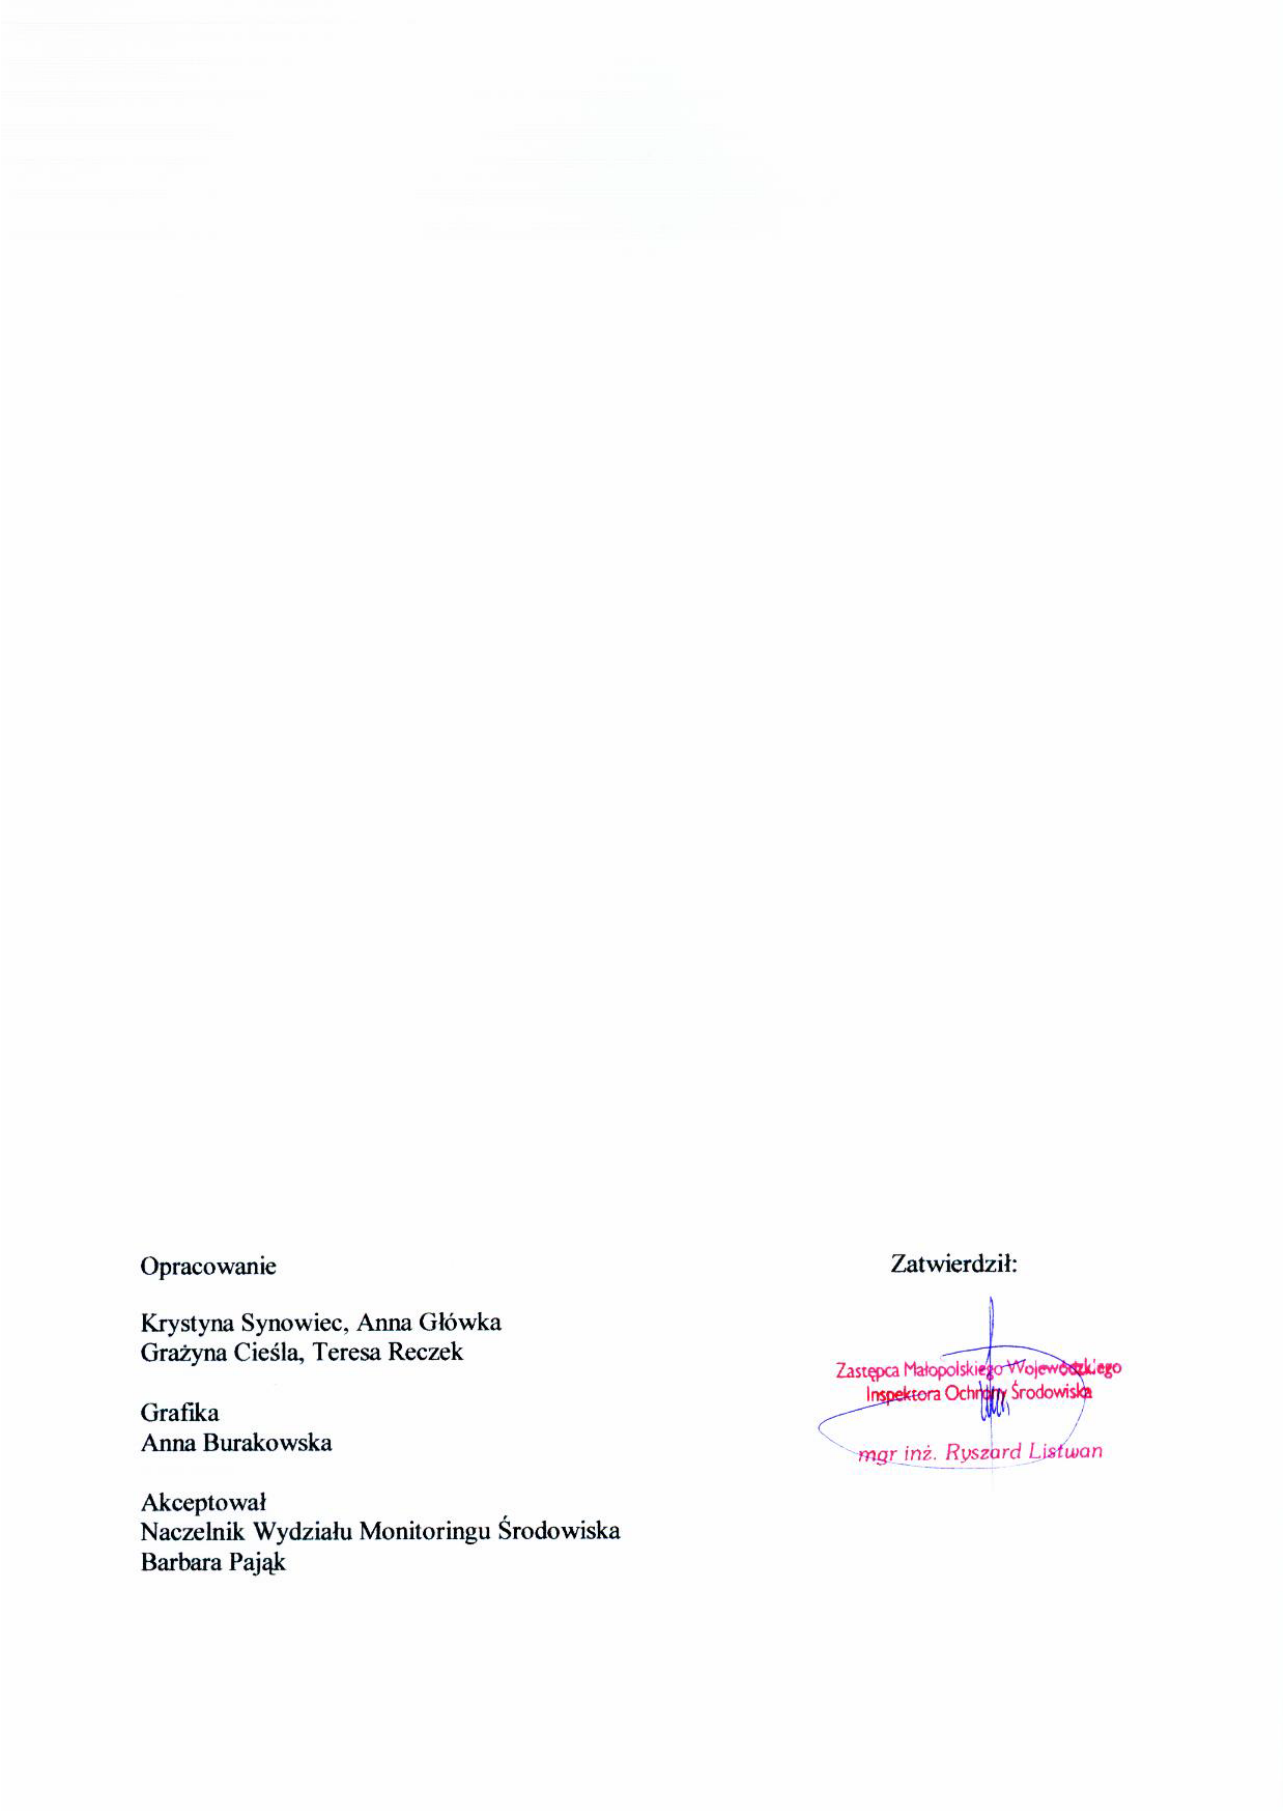 Opracowanie
Krystyna Synowiec, Anna Główka
Grażyna Cieśla, Teresa Reczek
Grafika
Anna Burakowska
Akceptował
Naczelnik Wydziału Monitoringu Środowiska
Barbara Pająk
Zatwierdził:
Zastępca Małopolskiego Wojewódzkiego
Inspektora Ochrony Środowiska
mgr inż. Ryszard Listwan